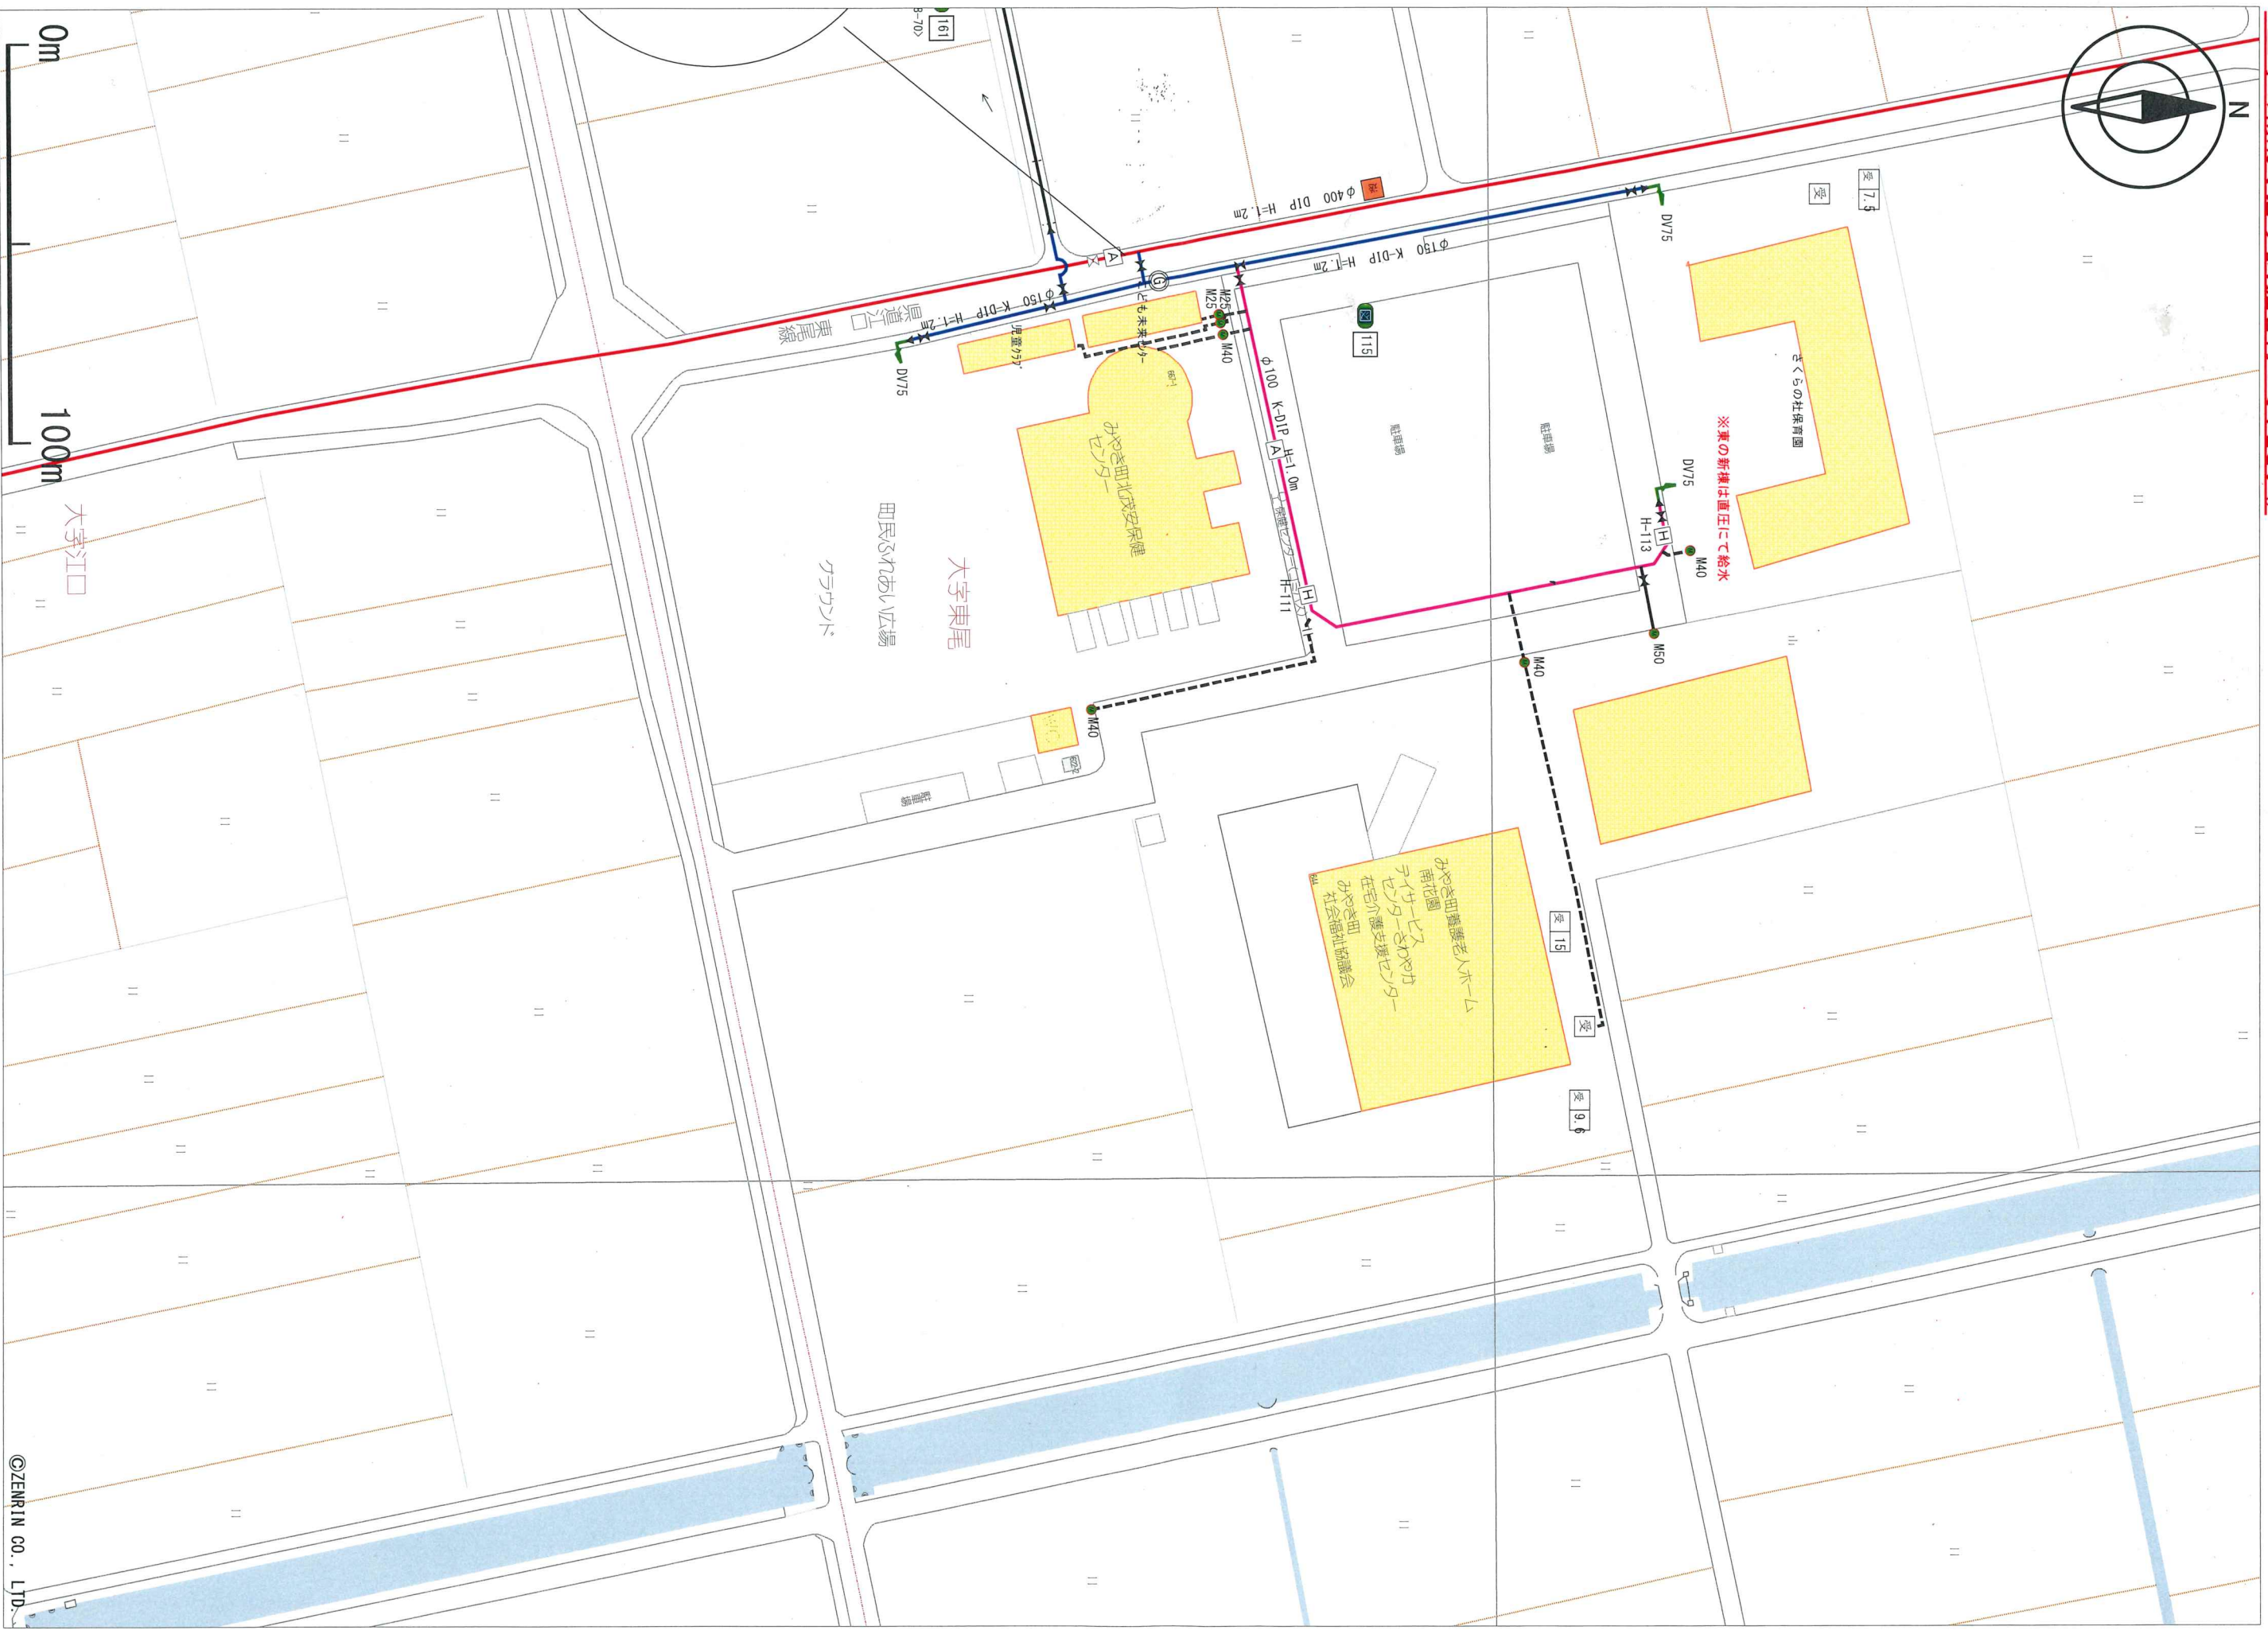 N
受 7.5
受
さくらの杜保育園
※東の新棟は直圧にて給水
DV75
DV75
H
H-113
M40
M50
M40
φ400 DIP H=1.2m
φ150 K-DIP H=1.2m
115
駐車場
駐車場
受 15
受
受 9.6
みやき町養護老人ホーム
南花園
デイサービス
センターさわやか
在宅介護支援センター
みやき町
社会福祉協議会
φ100 K-DIP H=1.0m
A
H
H-111
A
G
M25
M25
M40
こども未来センター
児童クラブ
667-1
みやき町北茂安保健
センター
M40
WC
駐車場
φ150 K-DIP H=1.2m
DV75
県道江口
東尾線
大字東尾
町民ふれあい広場
グラウンド
161
8-70>
大字江口
0m
100m
©ZENRIN CO., LTD.